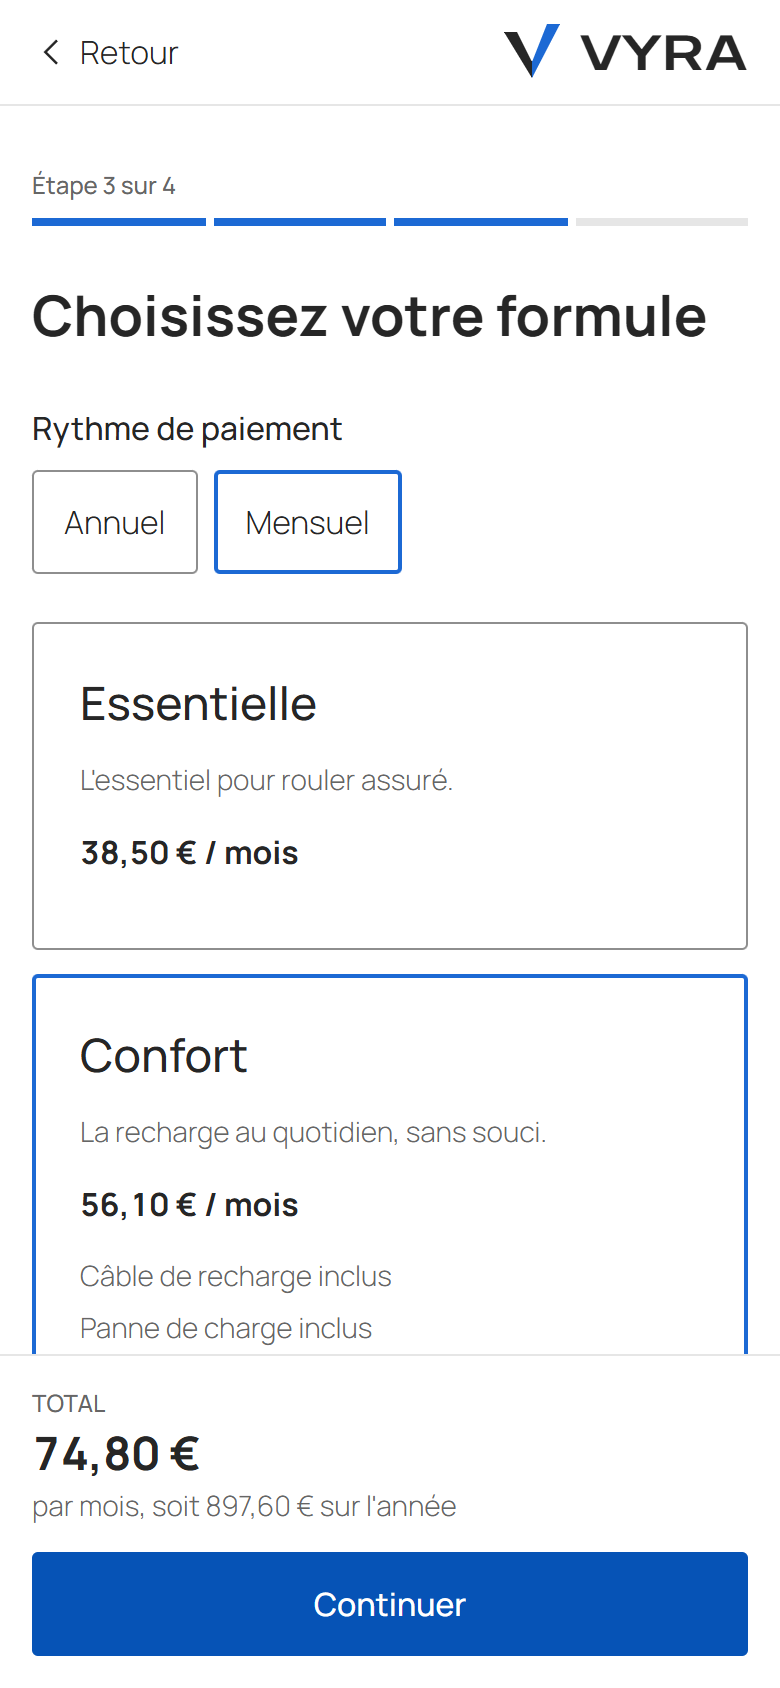 Retour
VYRA
Étape 3 sur 4
Choisissez votre formule
Rythme de paiement
Annuel
Mensuel
Essentielle
L'essentiel pour rouler assuré.
38,50 € / mois
Confort
La recharge au quotidien, sans souci.
56,10 € / mois
Câble de recharge inclus
Panne de charge inclus
TOTAL
74,80 €
par mois, soit 897,60 € sur l'année
Continuer